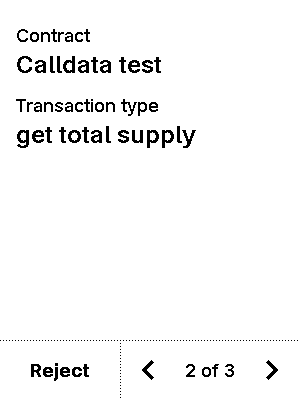 Contract
Calldata test
Transaction type
get total supply
Reject
2 of 3